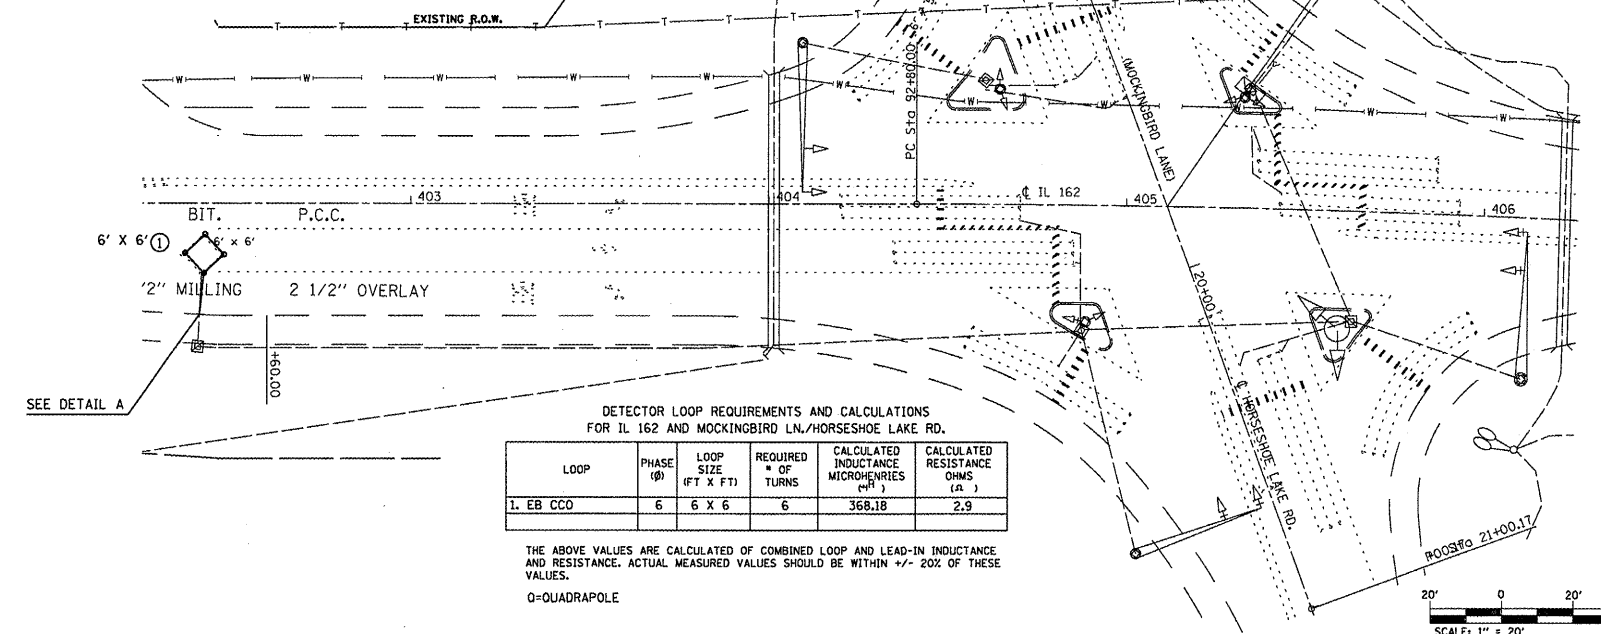 EXISTING R.O.W.
T T T T T T T T T T T T
W W W W W W W W W W W
PC Sta 92+80.00
(MOCKINGBIRD LANE)
403
404
℄ IL 162
405
406
BIT. P.C.C.
6' X 6' 1
6' x 6'
'2" MILLING 2 1/2" OVERLAY
20+00
+60.00
SEE DETAIL A
℄ HORSESHOE LAKE RD.
DETECTOR LOOP REQUIREMENTS AND CALCULATIONS
FOR IL 162 AND MOCKINGBIRD LN./HORSESHOE LAKE RD.
LOOP
PHASE
(Ø)
LOOP
SIZE
(FT X FT)
REQUIRED
# OF
TURNS
CALCULATED
INDUCTANCE
MICROHENRIES
CALCULATED
RESISTANCE
OHMS
(Ω )
1. EB CCO 6 6 X 6 6 368.18 2.9
THE ABOVE VALUES ARE CALCULATED OF COMBINED LOOP AND LEAD-IN INDUCTANCE
AND RESISTANCE. ACTUAL MEASURED VALUES SHOULD BE WITHIN +/- 20% OF THESE
VALUES.
Q=QUADRAPOLE
21+00.17
20' 0 20'
SCALE: 1" = 20'